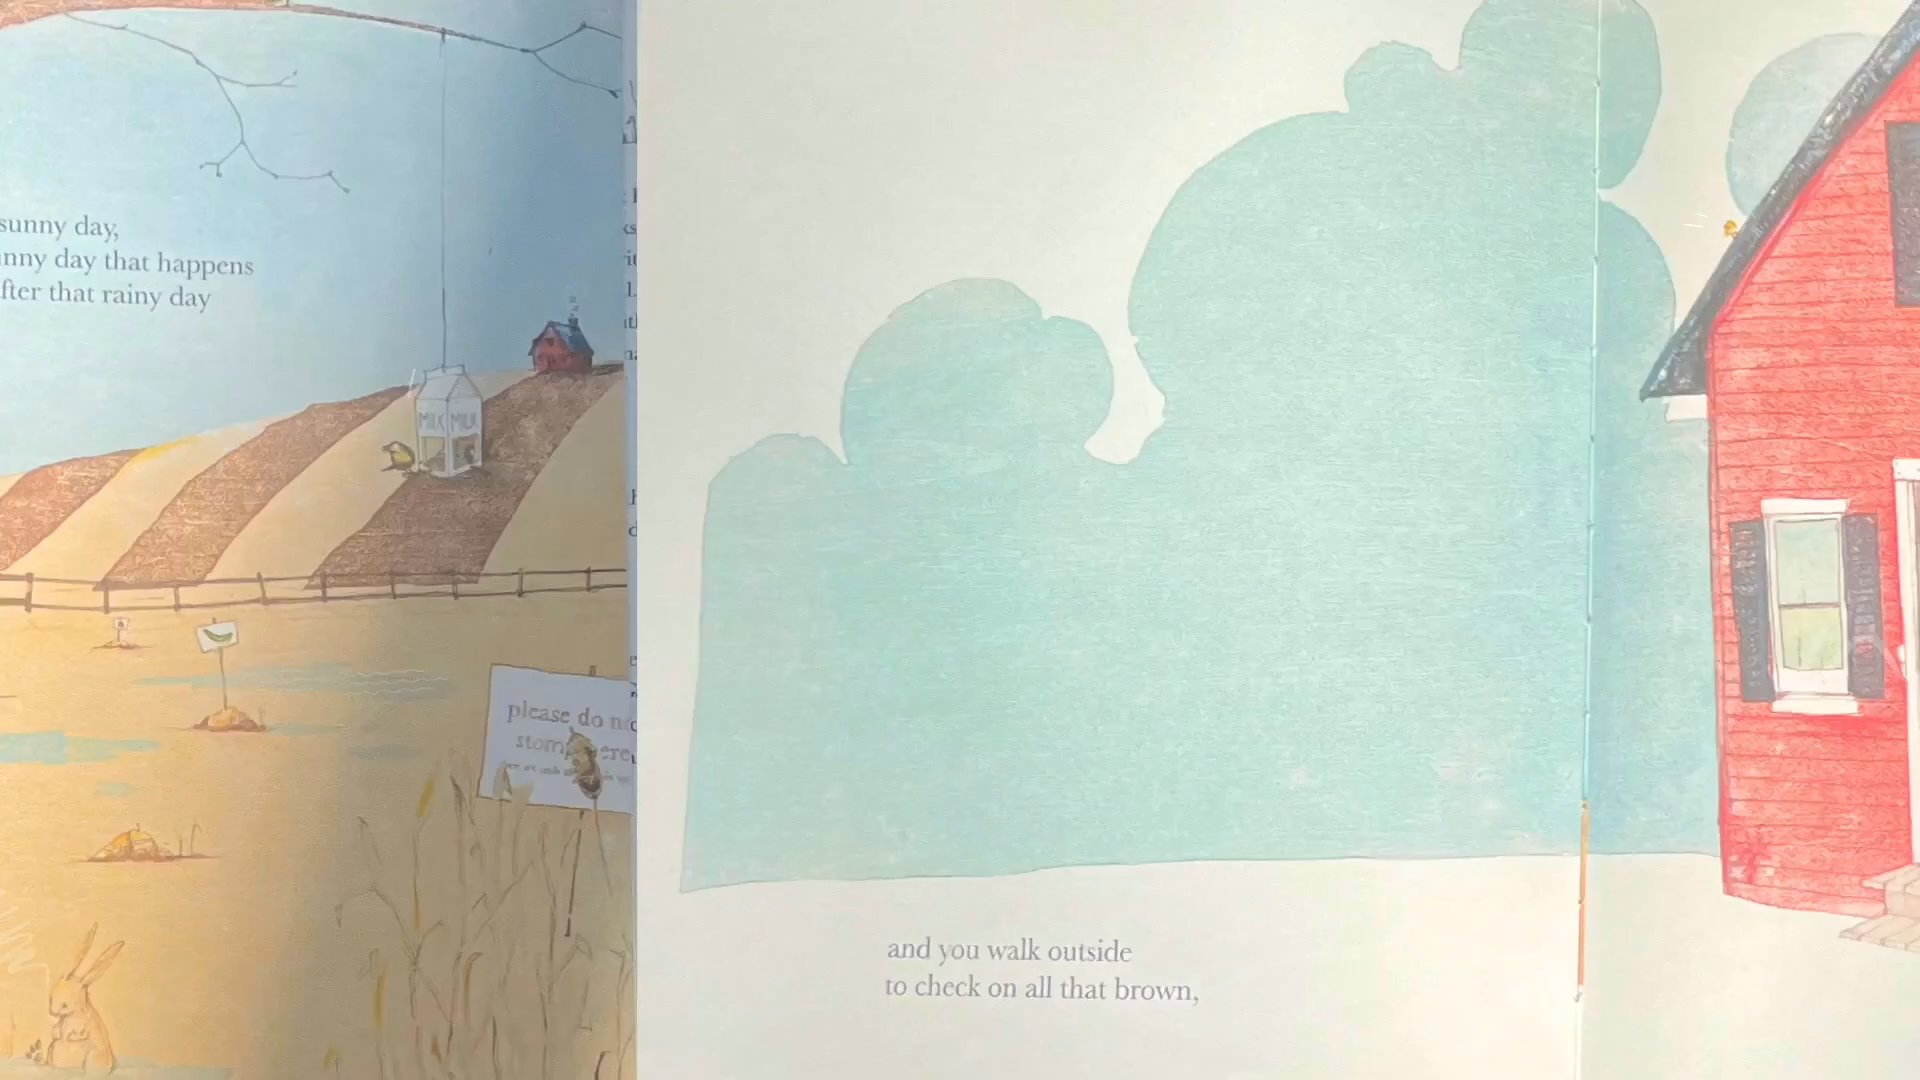 sunny day,
nny day that happens
fter that rainy day
MILK MILK
please do
stom
and you walk outside
to check on all that brown,